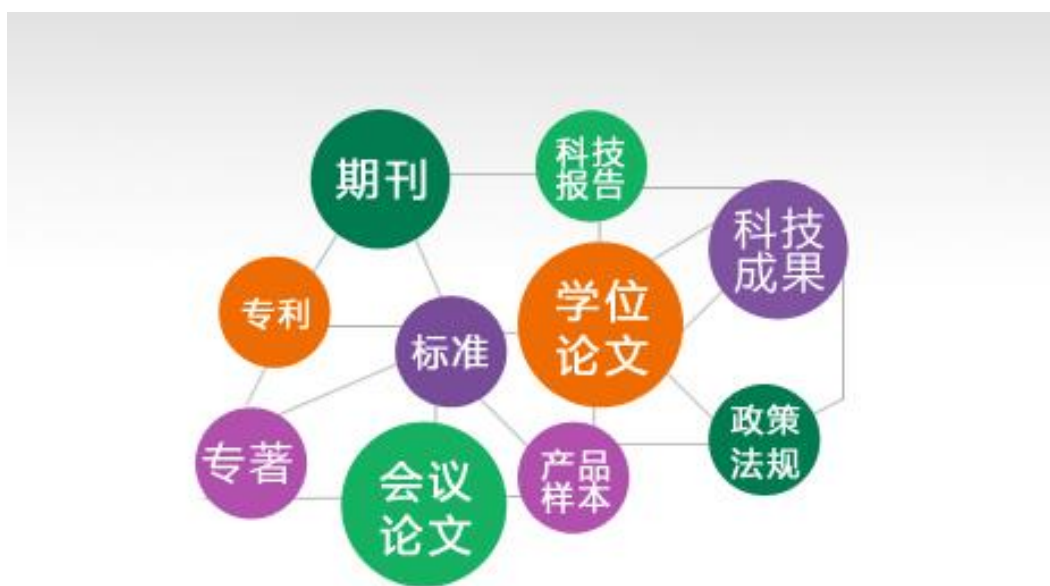 期刊
科技
报告
科技
成果
专利
标准
学位
论文
专著
会议
论文
产品
样本
政策
法规